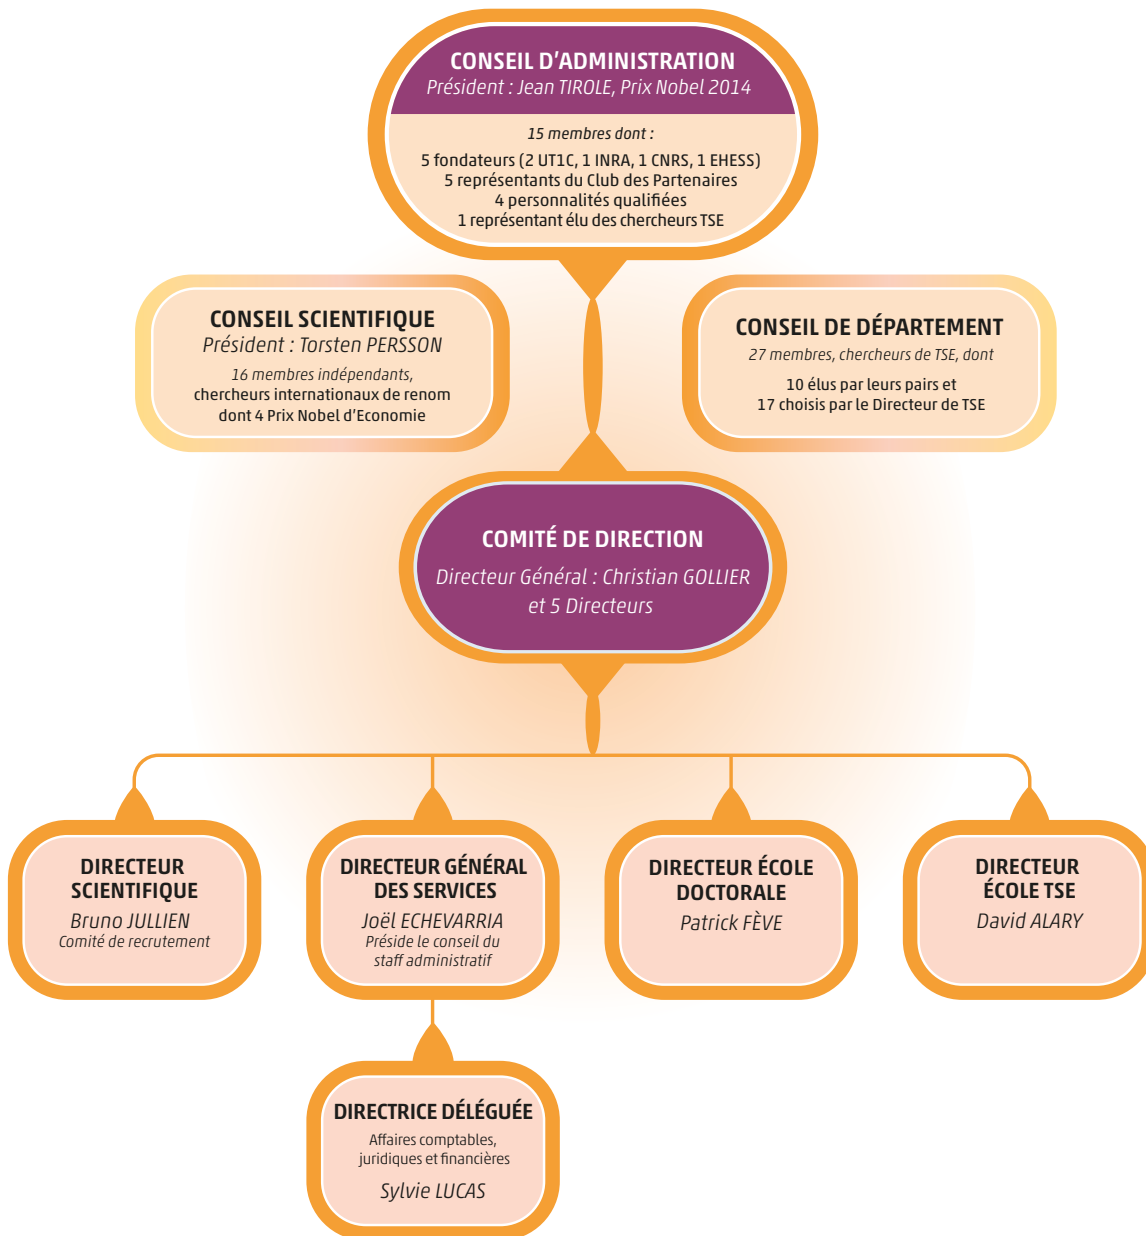 CONSEIL D'ADMINISTRATION
Président : Jean TIROLE, Prix Nobel 2014
15 membres dont :
5 fondateurs (2 UT1C, 1 INRA, 1 CNRS, 1 EHESS)
5 représentants du Club des Partenaires
4 personnalités qualifiées
1 représentant élu des chercheurs TSE
CONSEIL SCIENTIFIQUE
Président : Torsten PERSSON
16 membres indépendants,
chercheurs internationaux de renom
dont 4 Prix Nobel d'Economie
CONSEIL DE DÉPARTEMENT
27 membres, chercheurs de TSE, dont
10 élus par leurs pairs et
17 choisis par le Directeur de TSE
COMITÉ DE DIRECTION
Directeur Général : Christian GOLLIER
et 5 Directeurs
DIRECTEUR
SCIENTIFIQUE
Bruno JULLIEN
Comité de recrutement
DIRECTEUR GÉNÉRAL
DES SERVICES
Joël ECHEVARRIA
Préside le conseil du
staff administratif
DIRECTEUR ÉCOLE
DOCTORALE
Patrick FÈVE
DIRECTEUR
ÉCOLE TSE
David ALARY
DIRECTRICE DÉLÉGUÉE
Affaires comptables,
juridiques et financières
Sylvie LUCAS